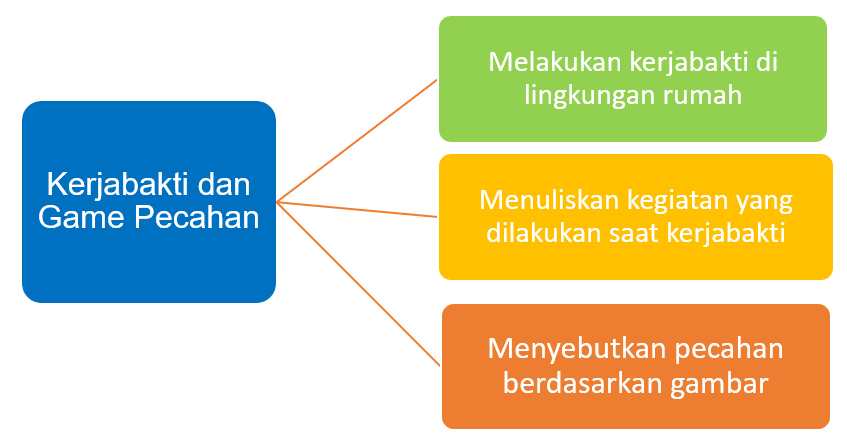 Kerjabakti dan
Game Pecahan
Melakukan kerjabakti di
lingkungan rumah
Menuliskan kegiatan yang
dilakukan saat kerjabakti
Menyebutkan pecahan
berdasarkan gambar